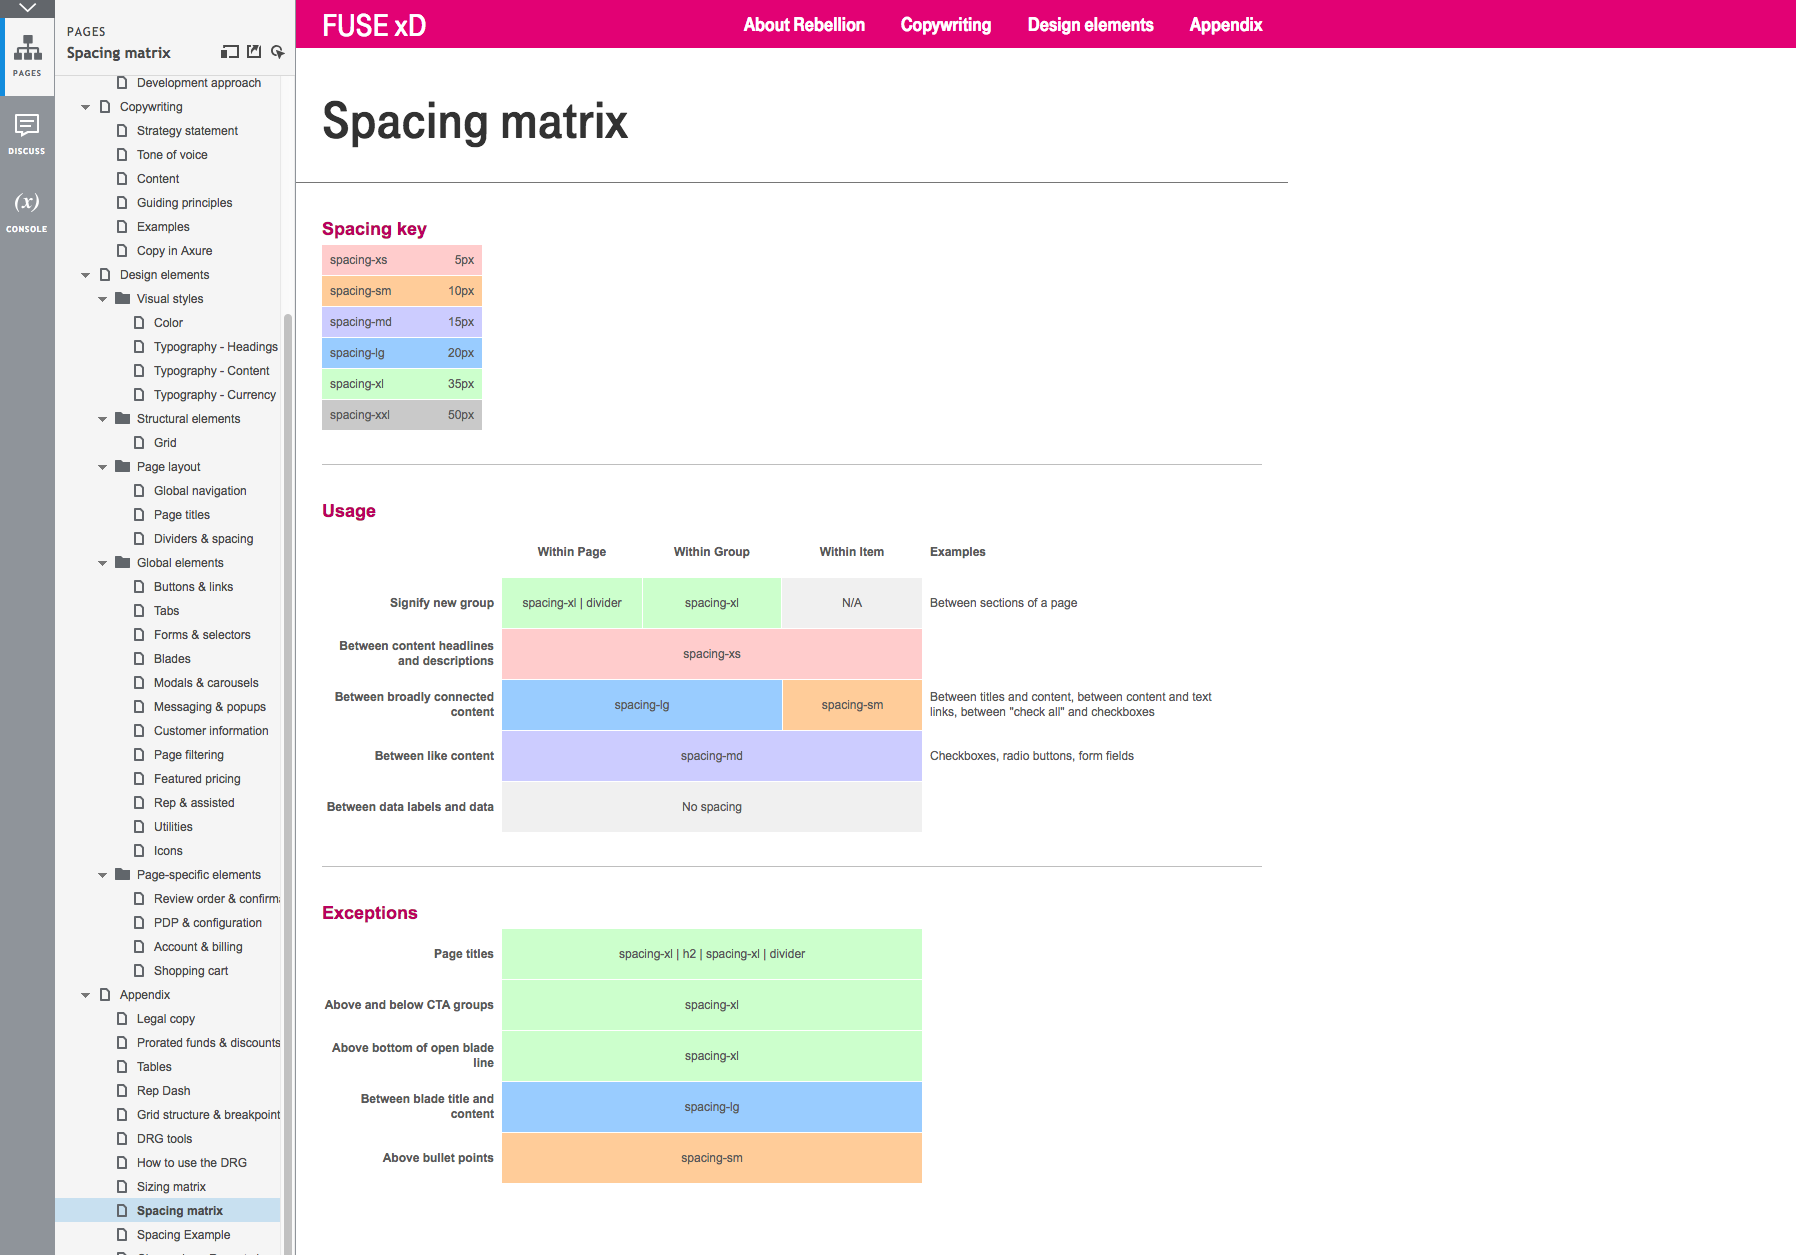 PAGES
Spacing matrix
PAGES
DISCUSS
(x)
CONSOLE
Development approach
Copywriting
Strategy statement
Tone of voice
Content
Guiding principles
Examples
Copy in Axure
Design elements
Visual styles
Color
Typography - Headings
Typography - Content
Typography - Currency
Structural elements
Grid
Page layout
Global navigation
Page titles
Dividers & spacing
Global elements
Buttons & links
Tabs
Forms & selectors
Blades
Modals & carousels
Messaging & popups
Customer information
Page filtering
Featured pricing
Rep & assisted
Utilities
Icons
Page-specific elements
Review order & confirma
PDP & configuration
Account & billing
Shopping cart
Appendix
Legal copy
Prorated funds & discounts
Tables
Rep Dash
Grid structure & breakpoint
DRG tools
How to use the DRG
Sizing matrix
Spacing matrix
Spacing Example
FUSE xD
About Rebellion Copywriting Design elements Appendix
Spacing matrix
Spacing key
spacing-xs 5px
spacing-sm 10px
spacing-md 15px
spacing-lg 20px
spacing-xl 35px
spacing-xxl 50px
Usage
Within Page Within Group Within Item Examples
Signify new group spacing-xl | divider spacing-xl N/A Between sections of a page
Between content headlines
and descriptions
spacing-xs
Between broadly connected
content
spacing-lg spacing-sm
Between titles and content, between content and text
links, between "check all" and checkboxes
Between like content spacing-md Checkboxes, radio buttons, form fields
Between data labels and data No spacing
Exceptions
Page titles spacing-xl | h2 | spacing-xl | divider
Above and below CTA groups spacing-xl
Above bottom of open blade
line
spacing-xl
Between blade title and
content
spacing-lg
Above bullet points spacing-sm